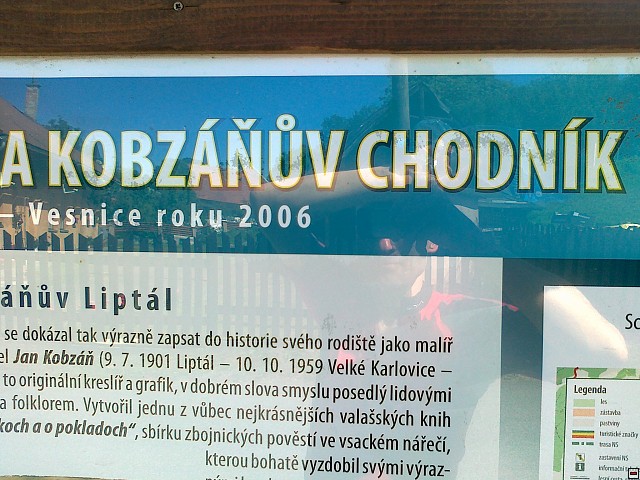 A KOBZÁŇŮV CHODNÍK
– Vesnice roku 2006
áňův Liptál
se dokázal tak výrazně zapsat do historie svého rodiště jako malíř
el Jan Kobzáň (9. 7. 1901 Liptál – 10. 10. 1959 Velké Karlovice –
to originální kreslíř a grafik, v dobrém slova smyslu posedlý lidovými
a folklorem. Vytvořil jednu z vůbec nejkrásnějších valašských knih
koch a o pokladoch“, sbírku zbojnických pověstí ve vsackém nářečí,
kterou bohatě vyzdobil svými výraz-
Legenda
les
zástavba
pastviny
turistické značky
trasa NS
zastavení NS
informační